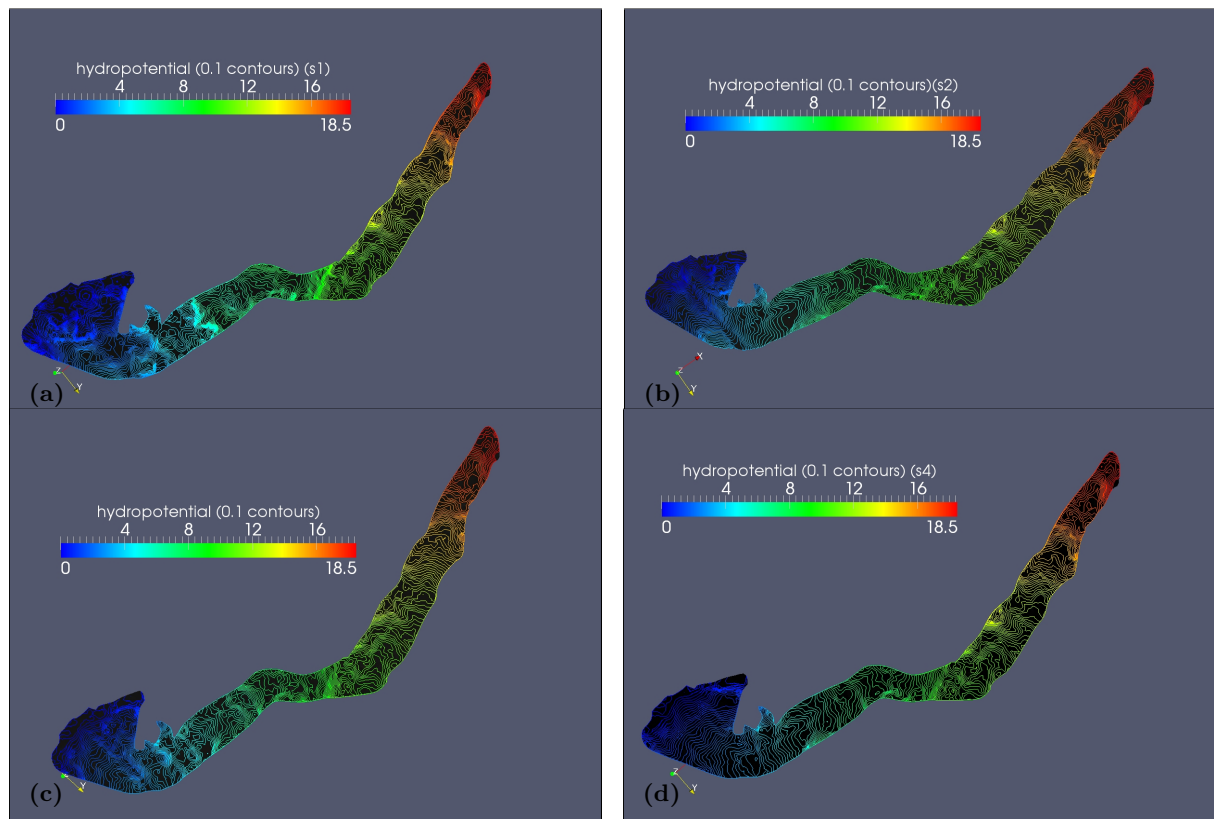 hydropotential (0.1 contours) (s1)
4 8 12 16
0 18.5
Z
Y
(a)
hydropotential (0.1 contours)(s2)
4 8 12 16
0 18.5
X
Z
Y
(b)
hydropotential (0.1 contours)
4 8 12 16
0 18.5
Z
Y
(c)
hydropotential (0.1 contours) (s4)
4 8 12 16
0 18.5
Z
Y
(d)